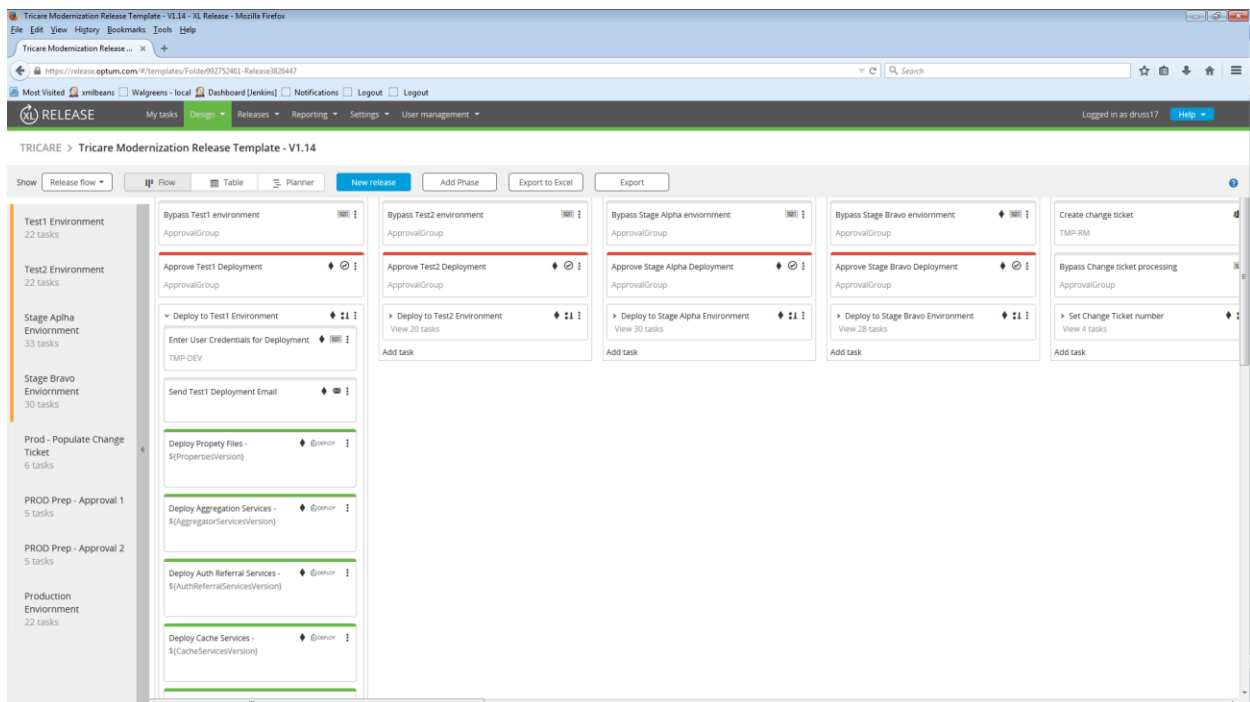 Tricare Modernization Release Template - V1.14 - XL Release - Mozilla Firefox
File Edit View History Bookmarks Tools Help
Tricare Modernization Release ... × +
https://release.optum.com/#/templates/Folder992752461-Release3826447
Search
Most Visited xmlbeans Walgreens - local Dashboard [Jenkins] Notifications Logout Logout
XL RELEASE My tasks Design Releases Reporting Settings User management Logged in as druss17 Help
TRICARE > Tricare Modernization Release Template - V1.14
Show Release flow Flow Table Planner New release Add Phase Export to Excel Export
Test1 Environment
22 tasks
Test2 Environment
22 tasks
Stage Aplha
Enviornment
33 tasks
Stage Bravo
Enviornment
30 tasks
Prod - Populate Change
Ticket
6 tasks
PROD Prep - Approval 1
5 tasks
PROD Prep - Approval 2
5 tasks
Production
Enviornment
22 tasks
Bypass Test1 environment
ApprovalGroup
Approve Test1 Deployment
ApprovalGroup
Deploy to Test1 Environment
Enter User Credentials for Deployment
TMP-DEV
Send Test1 Deployment Email
Deploy Propety Files -
${PropertiesVersion}
DEPLOY
Deploy Aggregation Services -
${AggregatorServicesVersion}
DEPLOY
Deploy Auth Referral Services -
${AuthReferralServicesVersion}
DEPLOY
Deploy Cache Services -
${CacheServicesVersion}
DEPLOY
Bypass Test2 environment
ApprovalGroup
Approve Test2 Deployment
ApprovalGroup
Deploy to Test2 Environment
View 20 tasks
Add task
Bypass Stage Alpha enviornment
ApprovalGroup
Approve Stage Alpha Deployment
ApprovalGroup
Deploy to Stage Alpha Environment
View 30 tasks
Add task
Bypass Stage Bravo enviornment
ApprovalGroup
Approve Stage Bravo Deployment
ApprovalGroup
Deploy to Stage Bravo Environment
View 28 tasks
Add task
Create change ticket
TMP-RM
Bypass Change ticket processing
ApprovalGroup
Set Change Ticket number
View 4 tasks
Add task